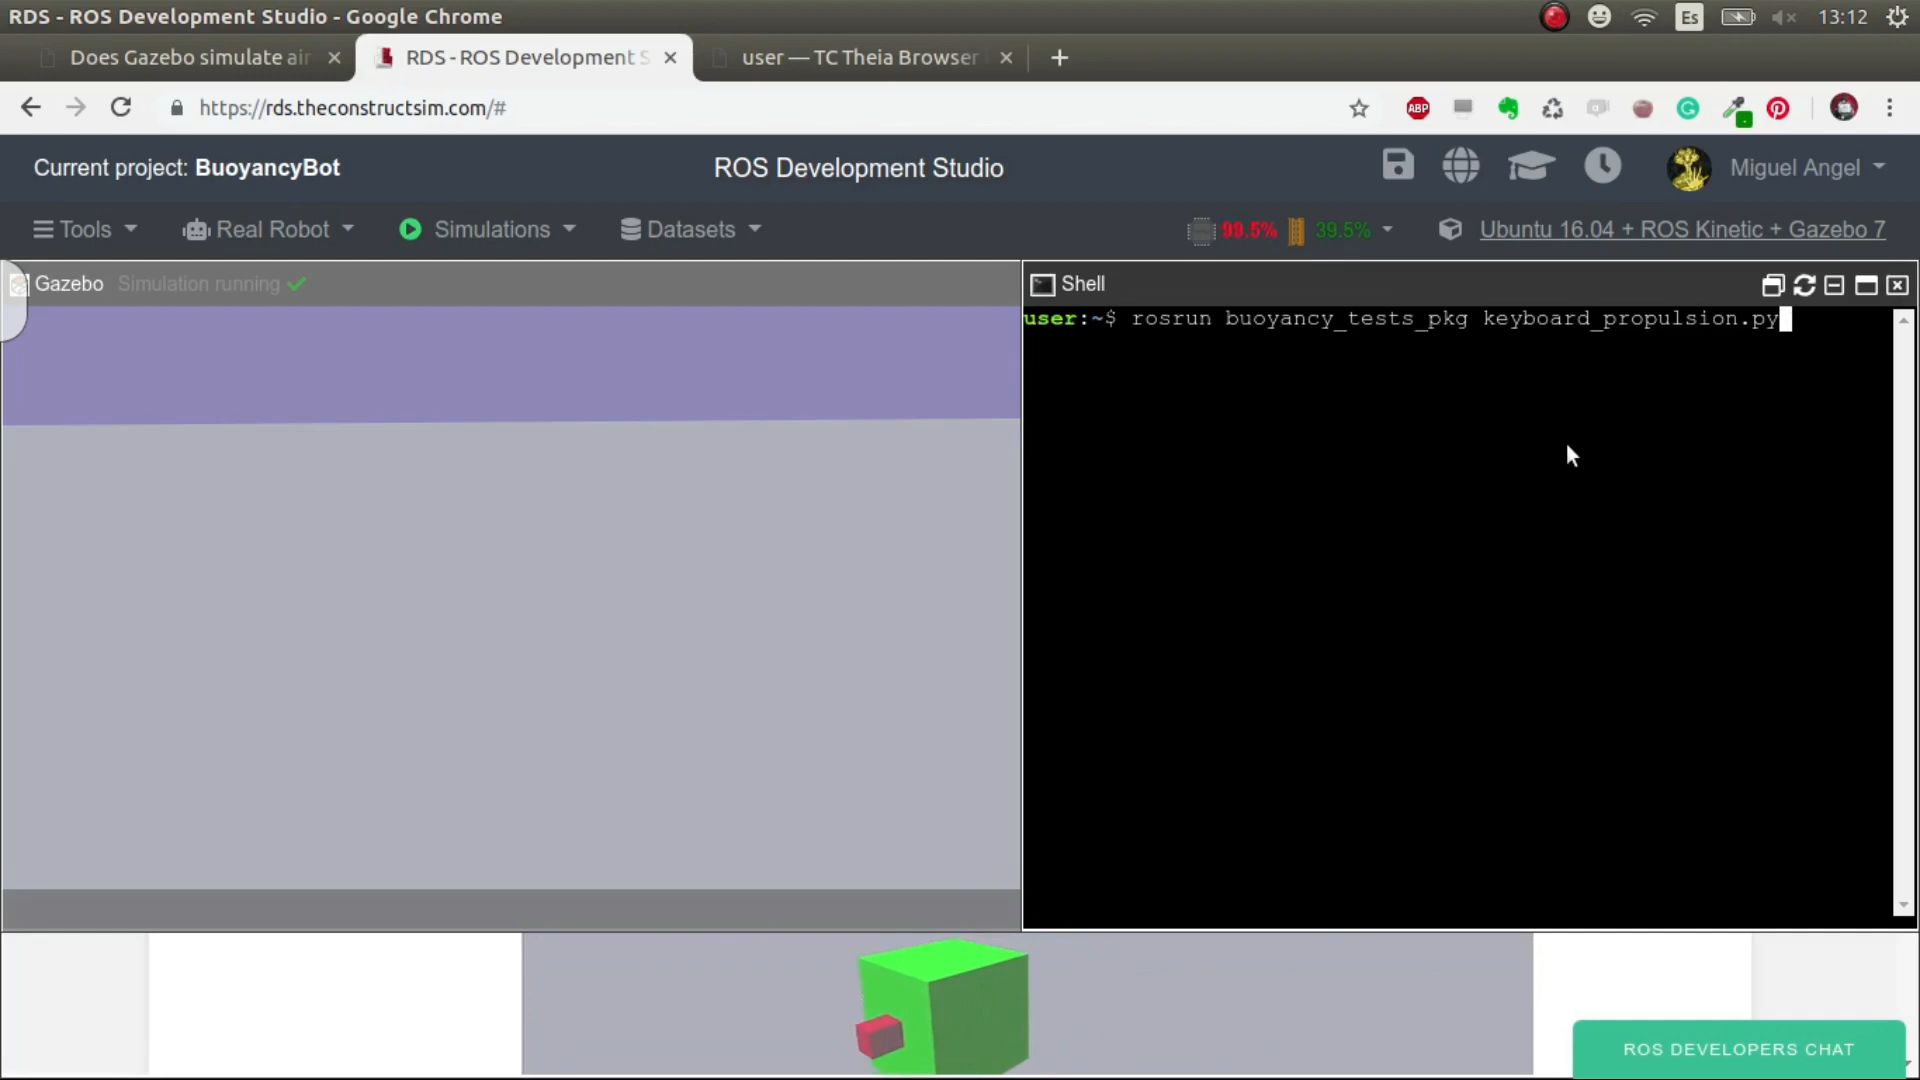 RDS - ROS Development Studio - Google Chrome
Es
13:12
Does Gazebo simulate air
RDS - ROS Development S
user — TC Theia Browser
https://rds.theconstructsim.com/#
ABP
Current project: BuoyancyBot
ROS Development Studio
Miguel Angel
Tools
Real Robot
Simulations
Datasets
99.5%
39.5%
Ubuntu 16.04 + ROS Kinetic + Gazebo 7
Gazebo
Simulation running
Shell
user:~$ rosrun buoyancy_tests_pkg keyboard_propulsion.py
ROS DEVELOPERS CHAT